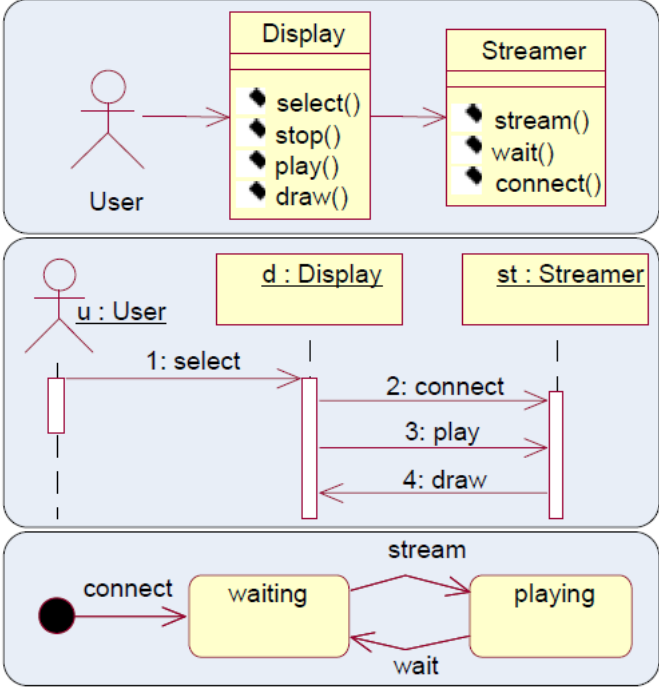 Display
select()
stop()
play()
draw()
Streamer
stream()
wait()
connect()
User
u : User
d : Display
st : Streamer
1: select
2: connect
3: play
4: draw
connect
waiting
stream
playing
wait